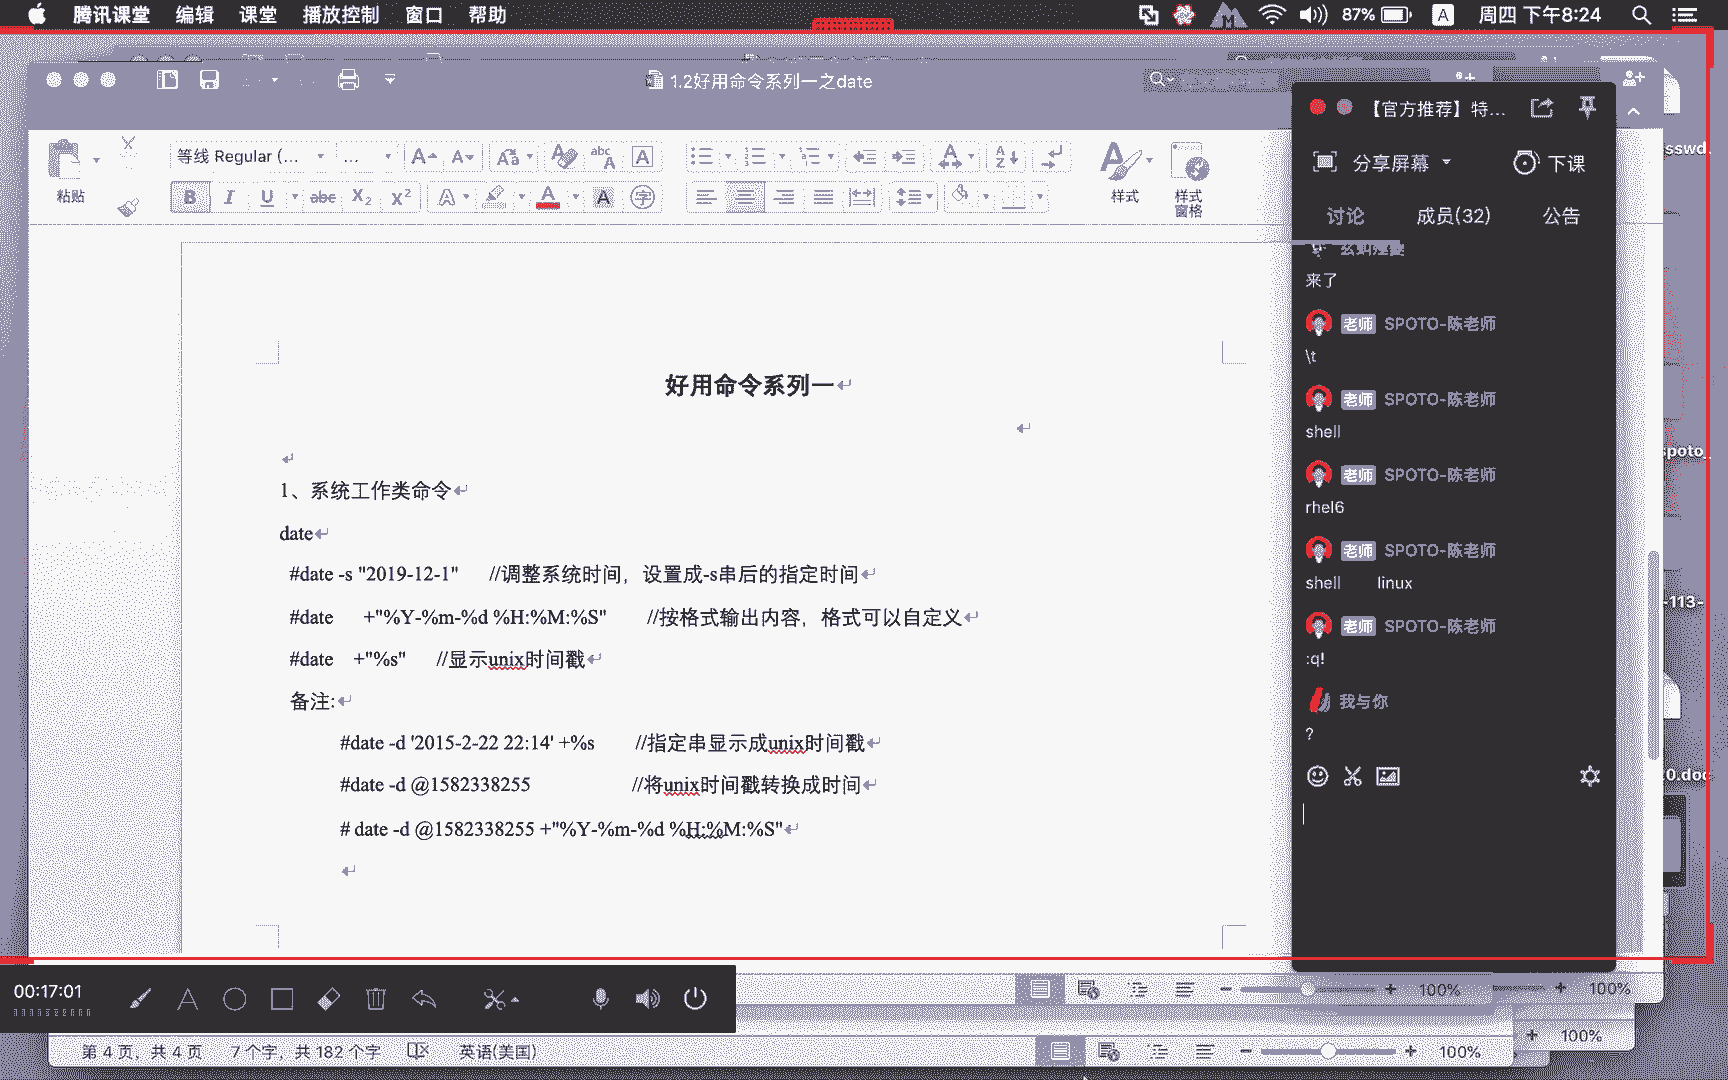 腾讯课堂 编辑 课堂 播放控制 窗口 帮助 87% A 周四 下午8:24
1.2好用命令系列一之date
粘贴 等线 Regular (... ... 样式 样式窗格
好用命令系列一
1、系统工作类命令
date
#date -s "2019-12-1" //调整系统时间，设置成-s串后的指定时间
#date +"%Y-%m-%d %H:%M:%S" //按格式输出内容，格式可以自定义
#date +"%s" //显示unix时间戳
备注:
#date -d '2015-2-22 22:14' +%s //指定串显示成unix时间戳
#date -d @1582338255 //将unix时间戳转换成时间
# date -d @1582338255 +"%Y-%m-%d %H:%M:%S"
【官方推荐】特...
分享屏幕 下课
讨论 成员(32) 公告
来了
老师 SPOTO-陈老师
\t
老师 SPOTO-陈老师
shell
老师 SPOTO-陈老师
rhel6
老师 SPOTO-陈老师
shell linux
老师 SPOTO-陈老师
:q!
我与你
?
sswd.
spoto_
-113-
0.doc
00:17:01
100% 100%
100%
第 4 页，共 4 页 7 个字，共 182 个字 英语(美国) 100%